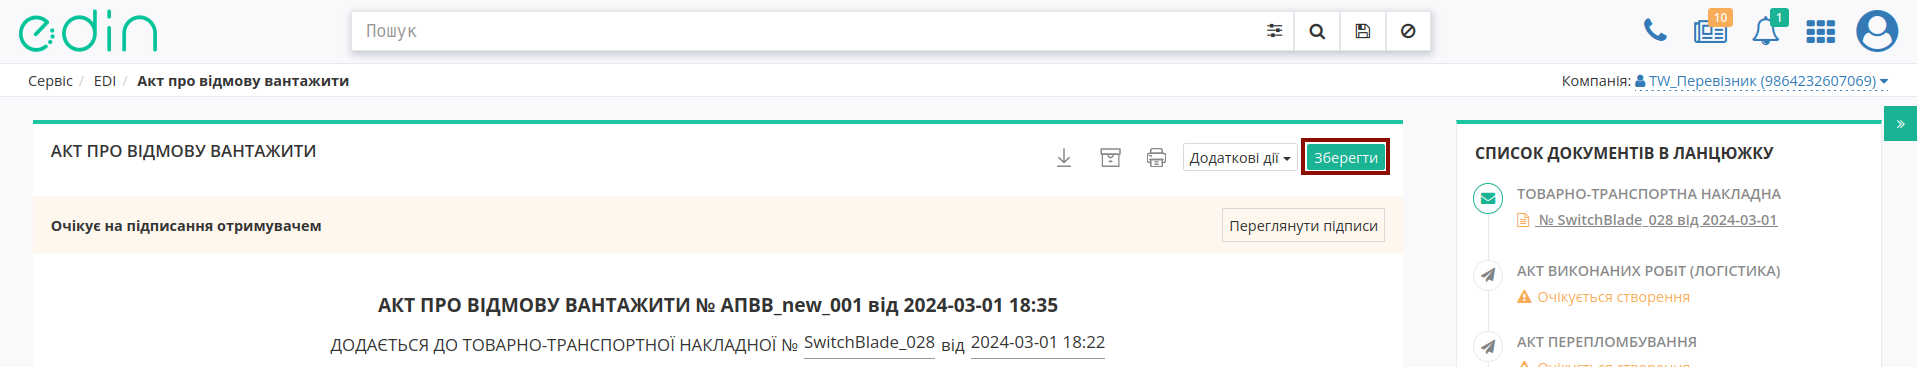 edin
Пошук
10
1
Сервіс / EDI / Акт про відмову вантажити
Компанія: TW_Перевізник (9864232607069)
АКТ ПРО ВІДМОВУ ВАНТАЖИТИ
Додаткові дії
Зберегти
Очікує на підписання отримувачем
Переглянути підписи
АКТ ПРО ВІДМОВУ ВАНТАЖИТИ № АПВВ_new_001 від 2024-03-01 18:35
ДОДАЄТЬСЯ ДО ТОВАРНО-ТРАНСПОРТНОЇ НАКЛАДНОЇ № SwitchBlade_028 від 2024-03-01 18:22
»
СПИСОК ДОКУМЕНТІВ В ЛАНЦЮЖКУ
ТОВАРНО-ТРАНСПОРТНА НАКЛАДНА
№ SwitchBlade_028 від 2024-03-01
АКТ ВИКОНАНИХ РОБІТ (ЛОГІСТИКА)
Очікується створення
АКТ ПЕРЕПЛОМБУВАННЯ
Очікується створення